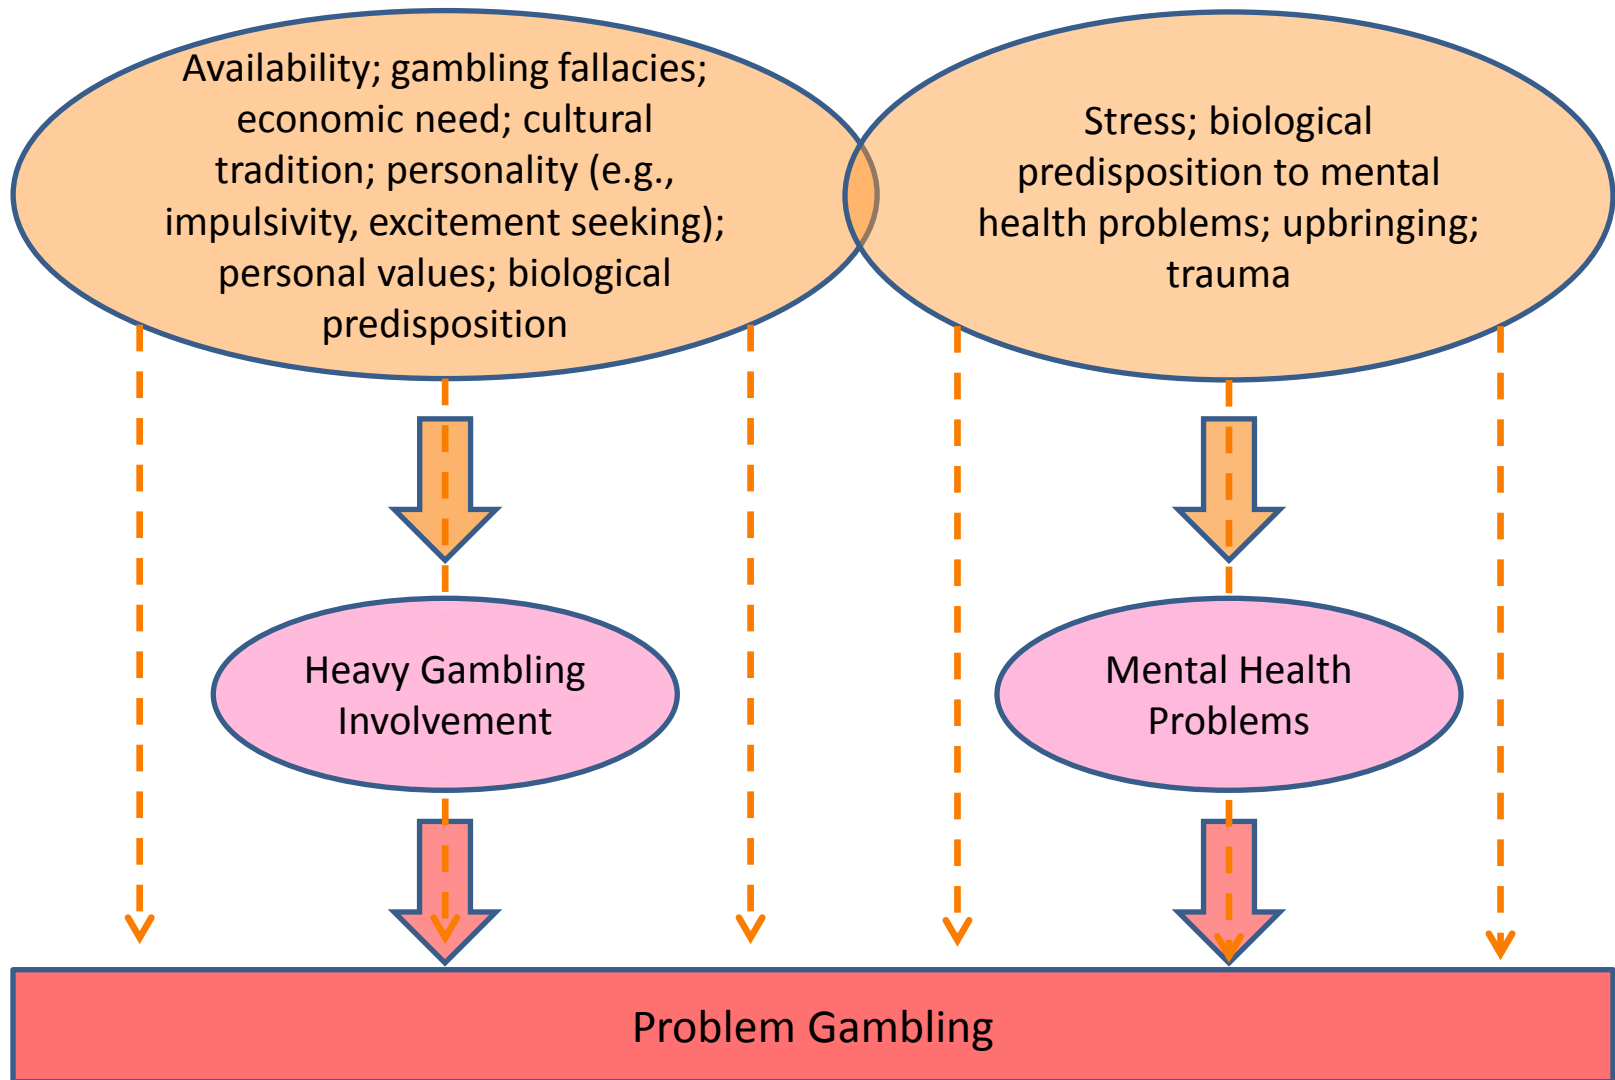 Availability; gambling fallacies;
economic need; cultural
tradition; personality (e.g.,
impulsivity, excitement seeking);
personal values; biological
predisposition
Stress; biological
predisposition to mental
health problems; upbringing;
trauma
Heavy Gambling
Involvement
Mental Health
Problems
Problem Gambling